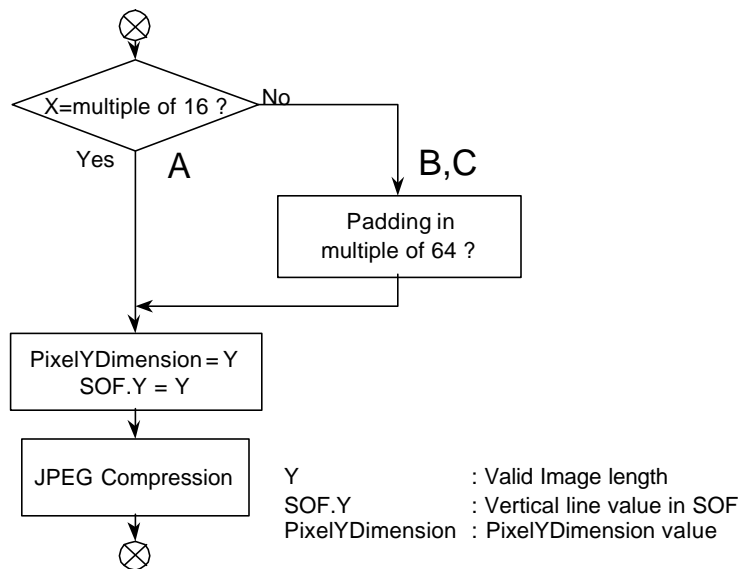 X=multiple of 16 ?
No
Yes
A
B,C
Padding in
multiple of 64 ?
PixelYDimension = Y
SOF.Y = Y
JPEG Compression
Y : Valid Image length
SOF.Y : Vertical line value in SOF
PixelYDimension : PixelYDimension value